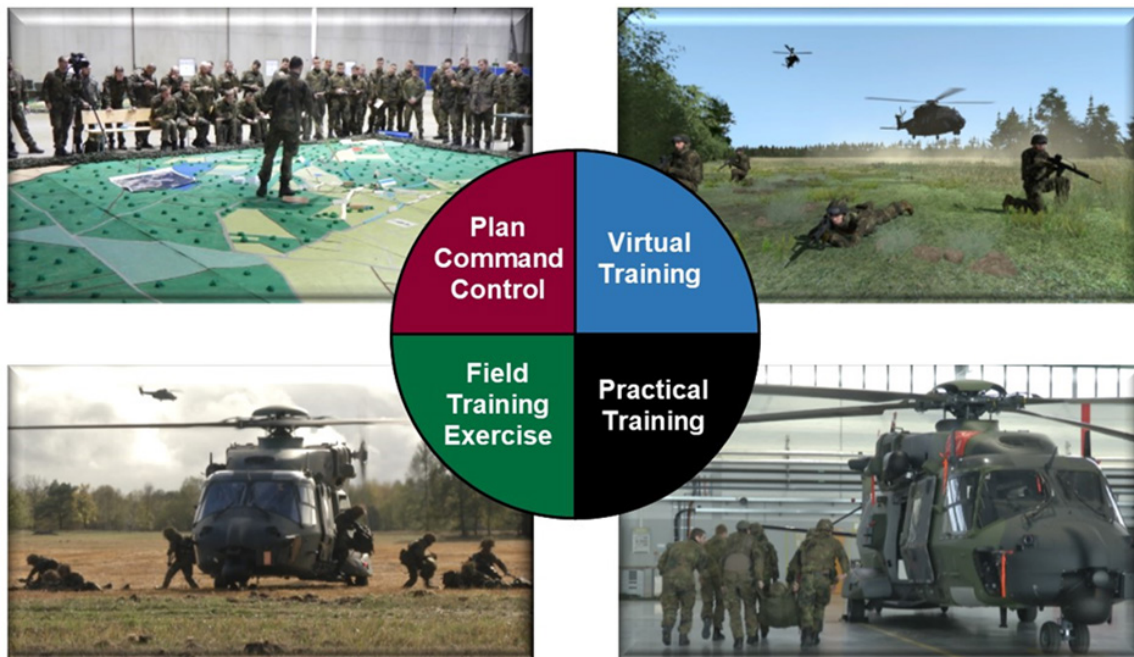 Plan
Command
Control
Virtual
Training
Field
Training
Exercise
Practical
Training